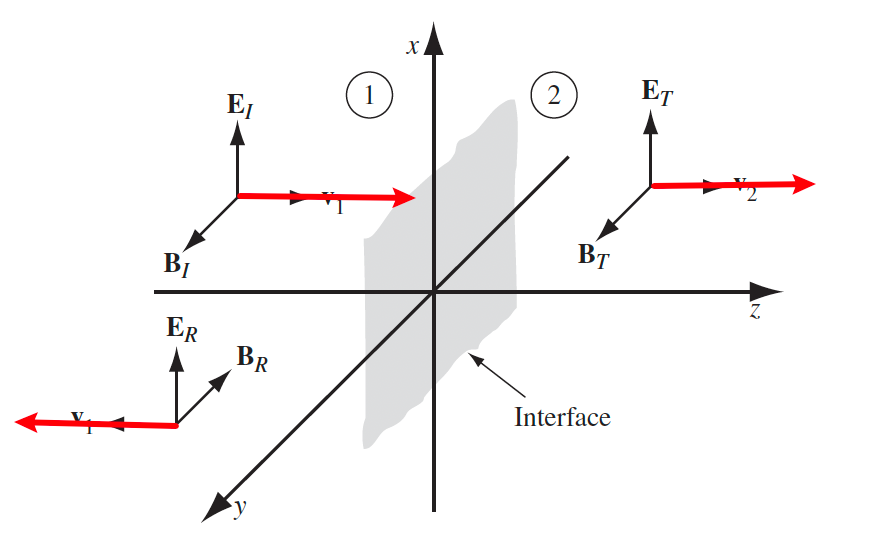 x
1
2
E_I
E_T
v_1
v_2
B_I
B_T
z
E_R
B_R
v_1
Interface
y